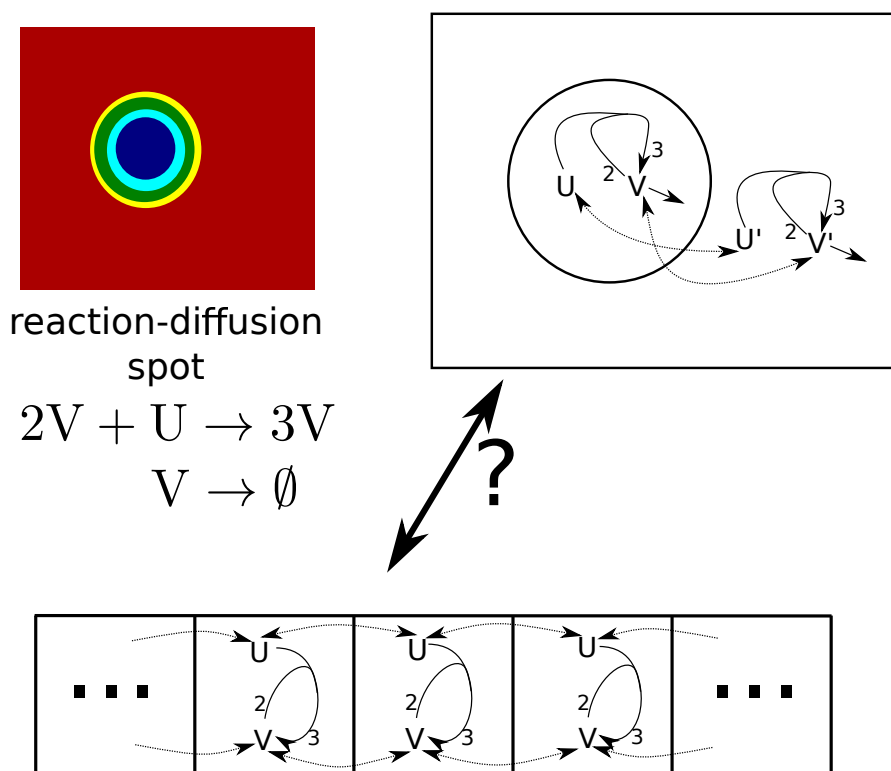 reaction-diffusion
spot
2V + U → 3V
V → ∅
U
2
V
3
U'
2
V'
3
?
...
U
2
V
3
U
2
V
3
U
2
V
3
...